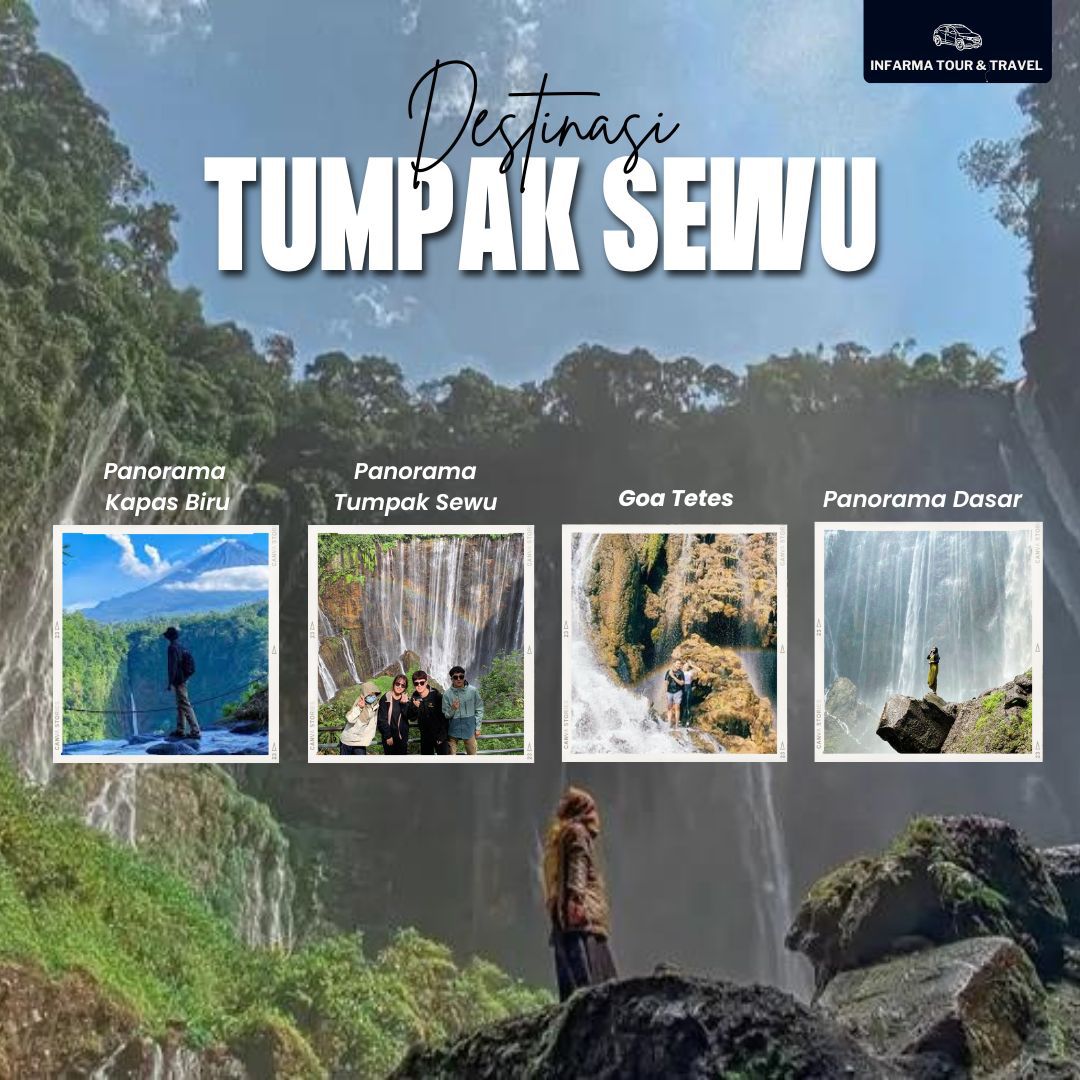 INFARMA TOUR & TRAVEL
Destinasi
TUMPAK SEWU
Panorama
Kapas Biru
Panorama
Tumpak Sewu
Goa Tetes
Panorama Dasar